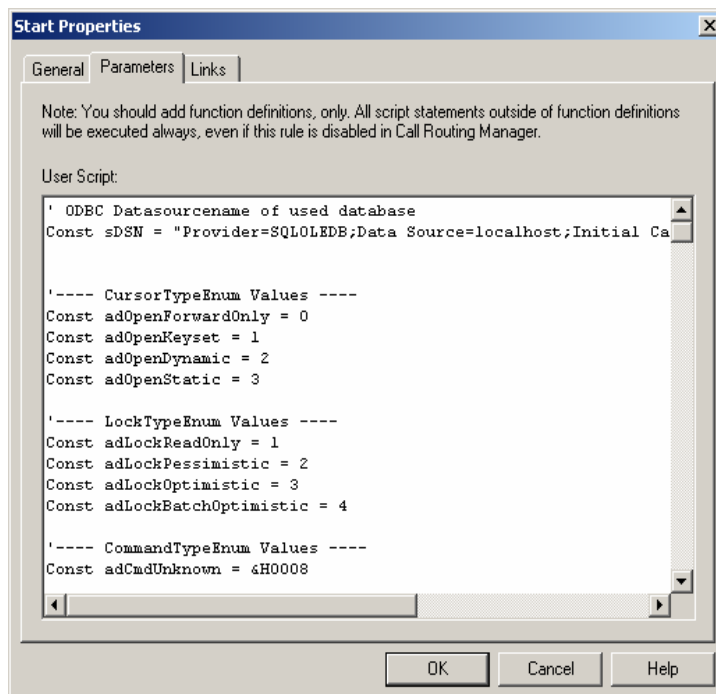 Start Properties
General Parameters Links
Note: You should add function definitions, only. All script statements outside of function definitions
will be executed always, even if this rule is disabled in Call Routing Manager.
User Script:
' ODBC Datasourcename of used database
Const sDSN = "Provider=SQLOLEDB;Data Source=localhost;Initial Ca
'---- CursorTypeEnum Values ----
Const adOpenForwardOnly = 0
Const adOpenKeyset = 1
Const adOpenDynamic = 2
Const adOpenStatic = 3
'---- LockTypeEnum Values ----
Const adLockReadOnly = 1
Const adLockPessimistic = 2
Const adLockOptimistic = 3
Const adLockBatchOptimistic = 4
'---- CommandTypeEnum Values ----
Const adCmdUnknown = &H0008
OK Cancel Help